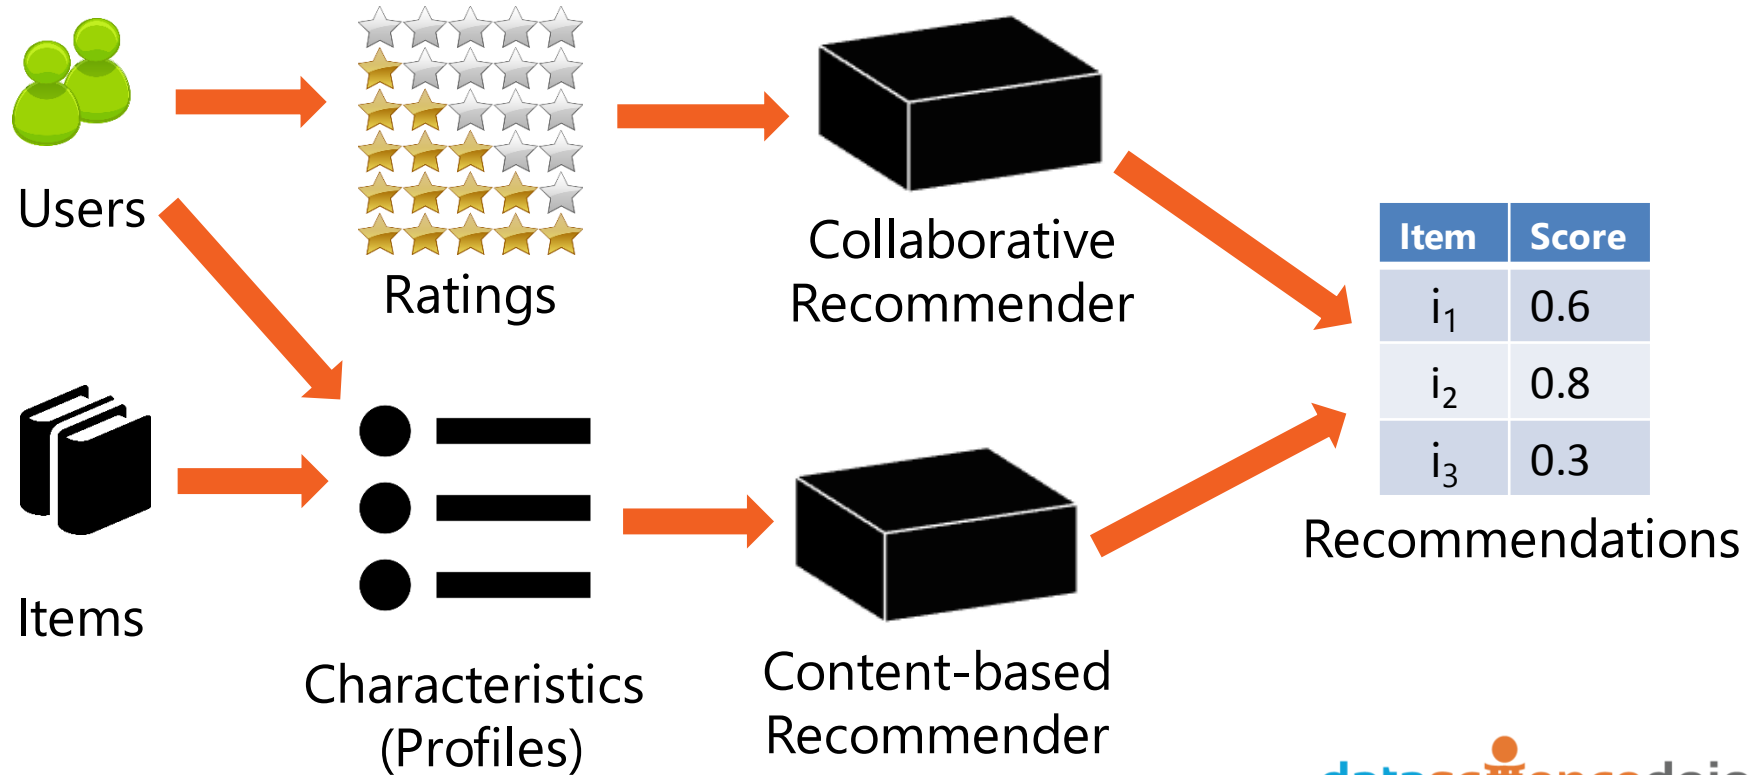 Users
Ratings
Collaborative
Recommender
Item Score
i₁ 0.6
i₂ 0.8
i₃ 0.3
Recommendations
Items
Characteristics
(Profiles)
Content-based
Recommender